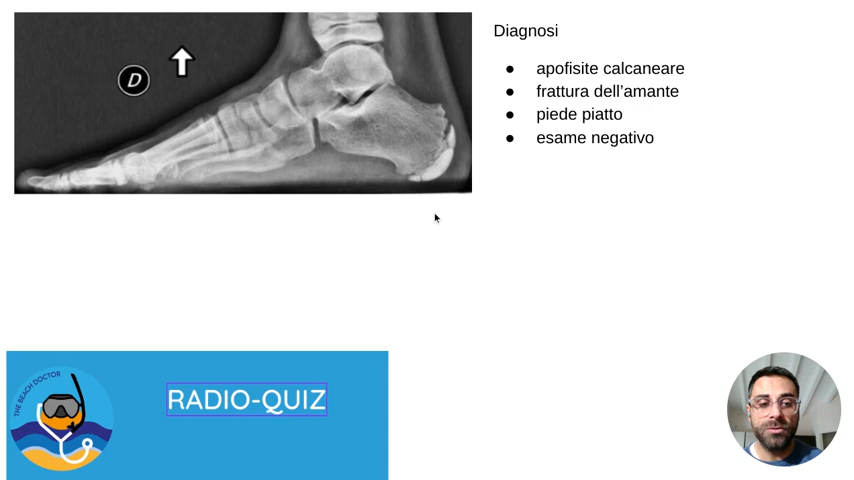 D
Diagnosi
● apofisite calcaneare
● frattura dell'amante
● piede piatto
● esame negativo
THE BEACH DOCTOR
RADIO-QUIZ